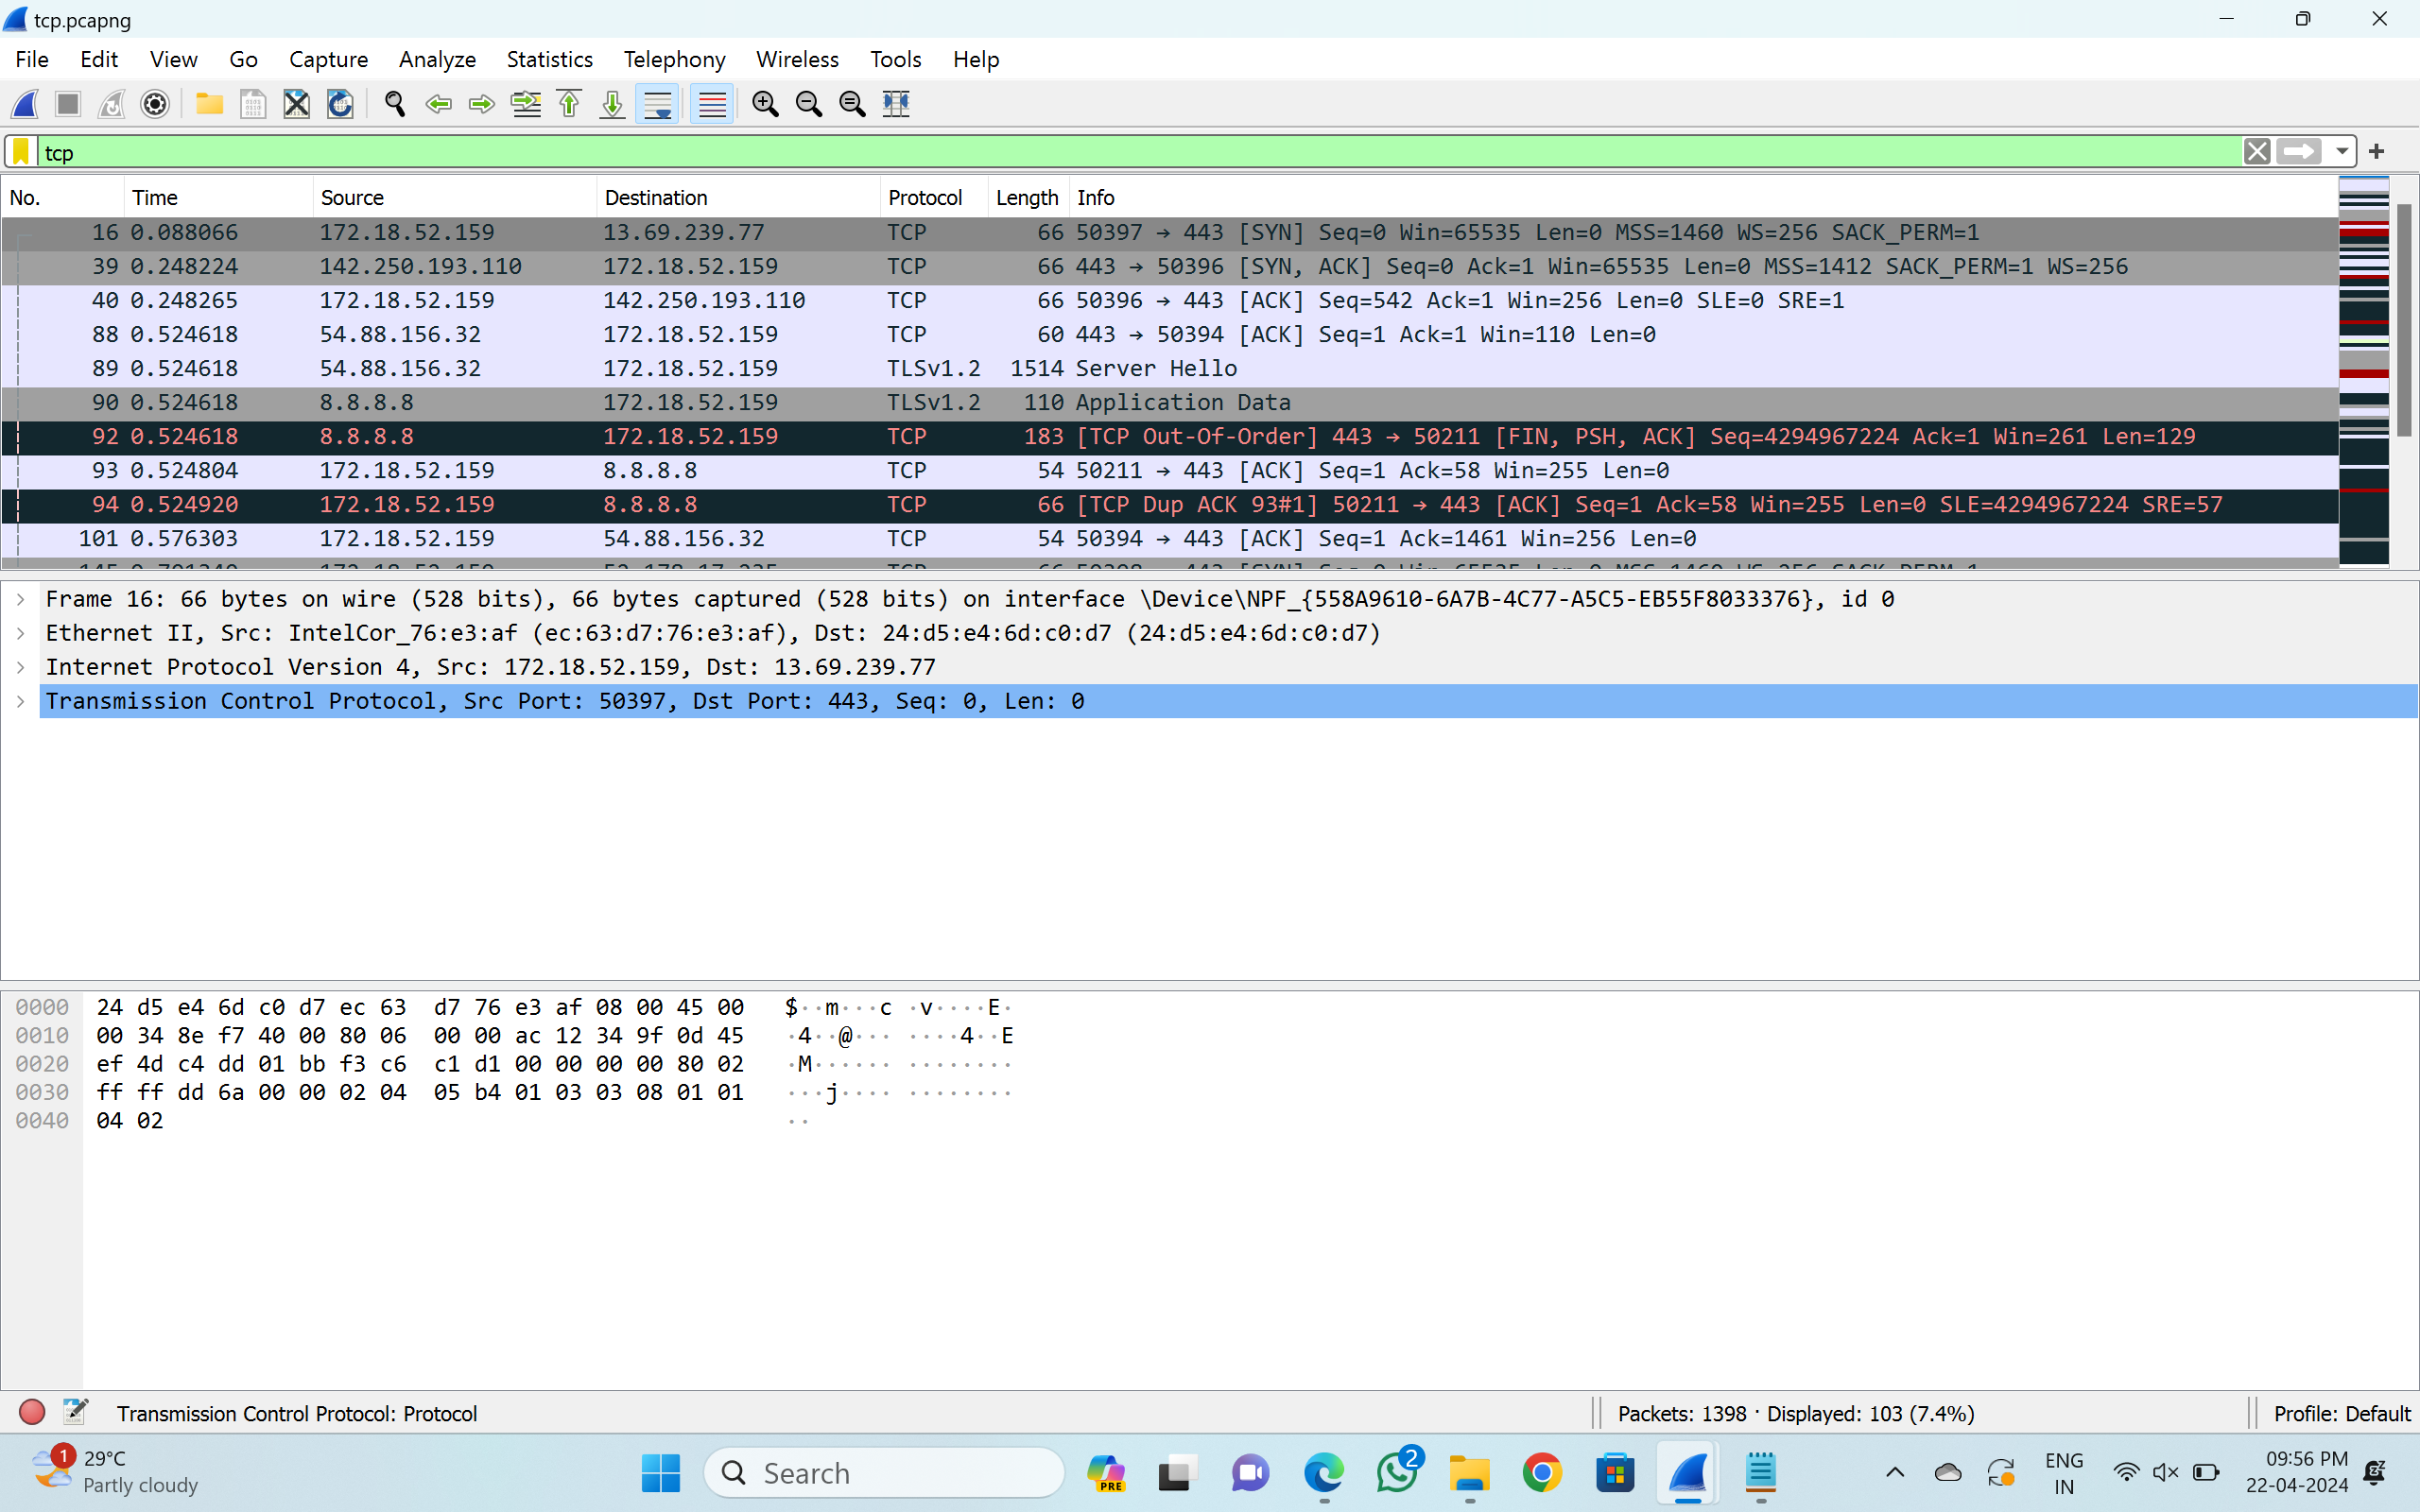 tcp.pcapng
File Edit View Go Capture Analyze Statistics Telephony Wireless Tools Help
tcp
No. Time Source Destination Protocol Length Info
16 0.088066 172.18.52.159 13.69.239.77 TCP 66 50397 → 443 [SYN] Seq=0 Win=65535 Len=0 MSS=1460 WS=256 SACK_PERM=1
39 0.248224 142.250.193.110 172.18.52.159 TCP 66 443 → 50396 [SYN, ACK] Seq=0 Ack=1 Win=65535 Len=0 MSS=1412 SACK_PERM=1 WS=256
40 0.248265 172.18.52.159 142.250.193.110 TCP 66 50396 → 443 [ACK] Seq=542 Ack=1 Win=256 Len=0 SLE=0 SRE=1
88 0.524618 54.88.156.32 172.18.52.159 TCP 60 443 → 50394 [ACK] Seq=1 Ack=1 Win=110 Len=0
89 0.524618 54.88.156.32 172.18.52.159 TLSv1.2 1514 Server Hello
90 0.524618 8.8.8.8 172.18.52.159 TLSv1.2 110 Application Data
92 0.524618 8.8.8.8 172.18.52.159 TCP 183 [TCP Out-Of-Order] 443 → 50211 [FIN, PSH, ACK] Seq=4294967224 Ack=1 Win=261 Len=129
93 0.524804 172.18.52.159 8.8.8.8 TCP 54 50211 → 443 [ACK] Seq=1 Ack=58 Win=255 Len=0
94 0.524920 172.18.52.159 8.8.8.8 TCP 66 [TCP Dup ACK 93#1] 50211 → 443 [ACK] Seq=1 Ack=58 Win=255 Len=0 SLE=4294967224 SRE=57
101 0.576303 172.18.52.159 54.88.156.32 TCP 54 50394 → 443 [ACK] Seq=1 Ack=1461 Win=256 Len=0
Frame 16: 66 bytes on wire (528 bits), 66 bytes captured (528 bits) on interface \Device\NPF_{558A9610-6A7B-4C77-A5C5-EB55F8033376}, id 0
Ethernet II, Src: IntelCor_76:e3:af (ec:63:d7:76:e3:af), Dst: 24:d5:e4:6d:c0:d7 (24:d5:e4:6d:c0:d7)
Internet Protocol Version 4, Src: 172.18.52.159, Dst: 13.69.239.77
Transmission Control Protocol, Src Port: 50397, Dst Port: 443, Seq: 0, Len: 0
0000 24 d5 e4 6d c0 d7 ec 63 d7 76 e3 af 08 00 45 00 $··m···c ·v····E·
0010 00 34 8e f7 40 00 80 06 00 00 ac 12 34 9f 0d 45 ·4··@··· ····4··E
0020 ef 4d c4 dd 01 bb f3 c6 c1 d1 00 00 00 00 80 02 ·M······ ········
0030 ff ff dd 6a 00 00 02 04 05 b4 01 03 03 08 01 01 ···j···· ········
0040 04 02 ··
Transmission Control Protocol: Protocol Packets: 1398 · Displayed: 103 (7.4%) Profile: Default
1 29°C
Partly cloudy
Search
PRE
2
ENG
IN
09:56 PM
22-04-2024